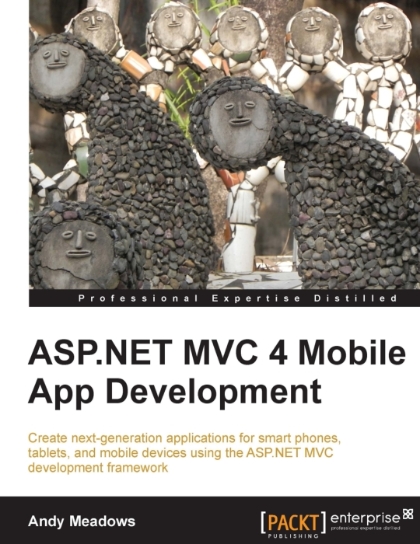 Professional Expertise Distilled
ASP.NET MVC 4 Mobile
App Development
Create next-generation applications for smart phones,
tablets, and mobile devices using the ASP.NET MVC
development framework
Andy Meadows
[PACKT] enterprise
PUBLISHING professional expertise distilled